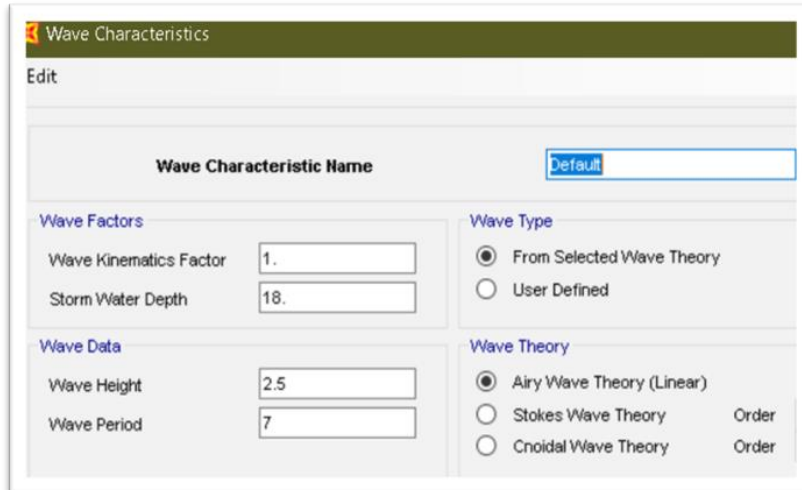 Wave Characteristics
Edit
Wave Characteristic Name
Default
Wave Factors
Wave Kinematics Factor 1.
Storm Water Depth 18.
Wave Type
From Selected Wave Theory
User Defined
Wave Data
Wave Height 2.5
Wave Period 7
Wave Theory
Airy Wave Theory (Linear)
Stokes Wave Theory Order
Cnoidal Wave Theory Order